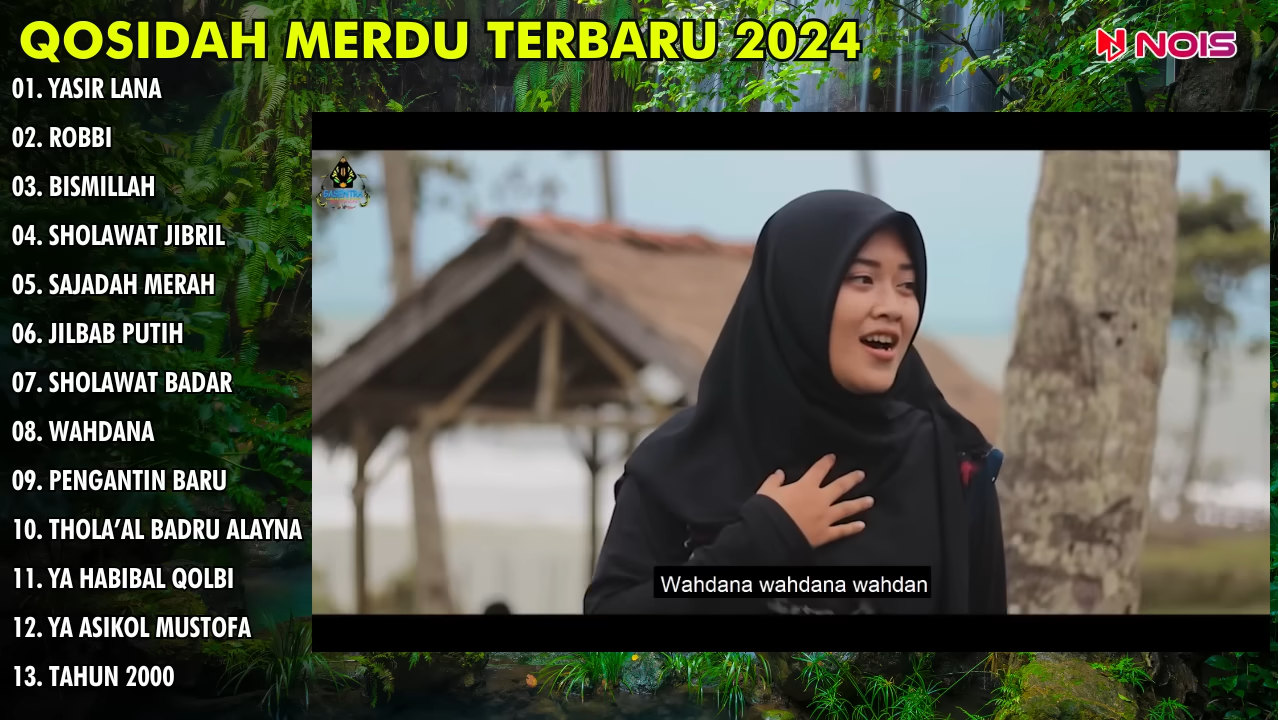 QOSIDAH MERDU TERBARU 2024
NOIS
01. YASIR LANA
02. ROBBI
03. BISMILLAH
04. SHOLAWAT JIBRIL
05. SAJADAH MERAH
06. JILBAB PUTIH
07. SHOLAWAT BADAR
08. WAHDANA
09. PENGANTIN BARU
10. THOLA’AL BADRU ALAYNA
11. YA HABIBAL QOLBI
12. YA ASIKOL MUSTOFA
13. TAHUN 2000
Wahdana wahdana wahdan